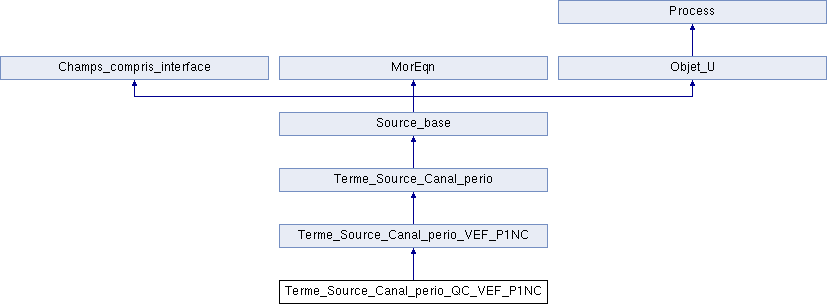 Process
Champs_compris_interface
MorEqn
Objet_U
Source_base
Terme_Source_Canal_perio
Terme_Source_Canal_perio_VEF_P1NC
Terme_Source_Canal_perio_QC_VEF_P1NC